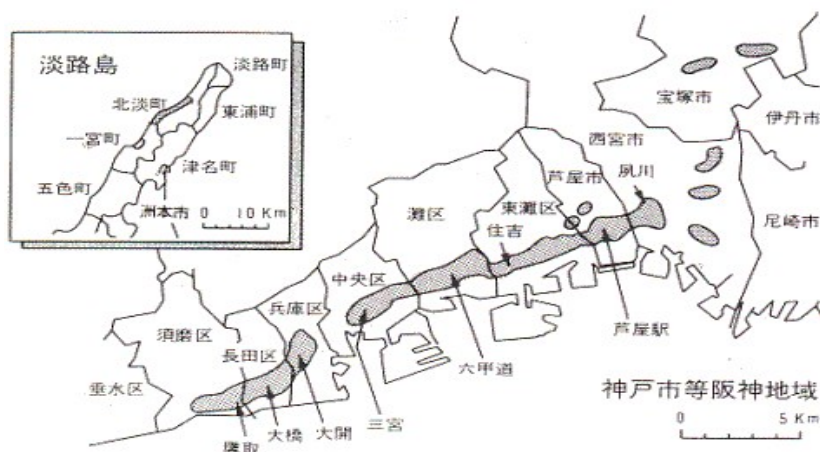 淡路島
淡路町
北淡町
東浦町
一宮町
津名町
五色町
洲本市
0 10 Km
宝塚市
伊丹市
西宮市
芦屋市
夙川
灘区
東灘区
住吉
尼崎市
中央区
兵庫区
須磨区
長田区
芦屋駅
六甲道
垂水区
三宮
大開
大橋
鷹取
神戸市等阪神地域
0 5 Km